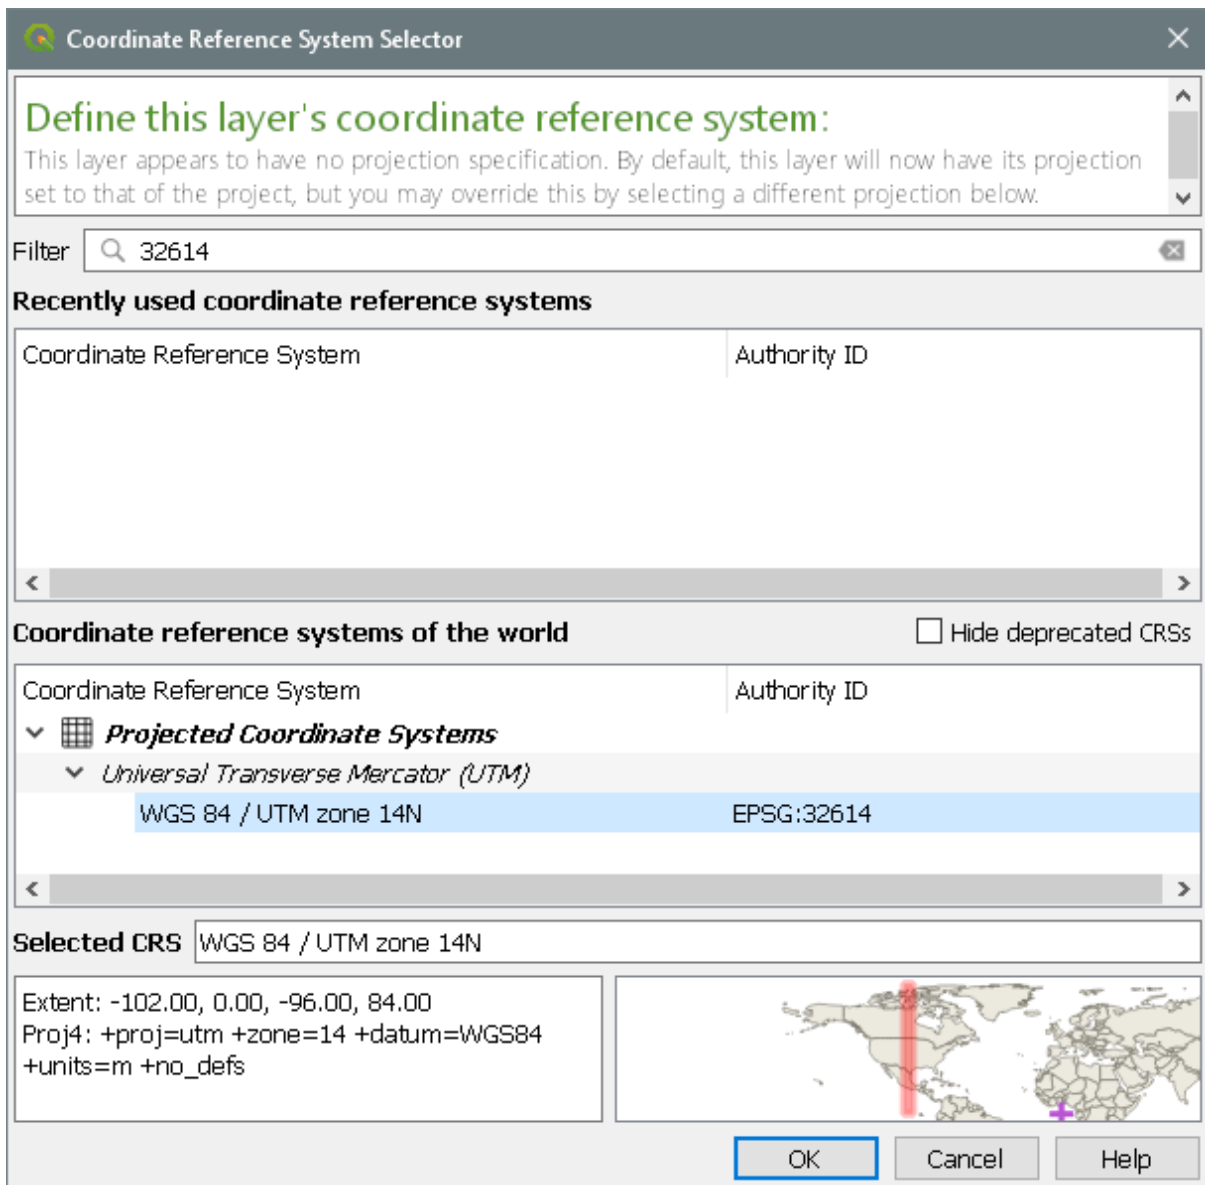 Coordinate Reference System Selector
Define this layer's coordinate reference system:
This layer appears to have no projection specification. By default, this layer will now have its projection
set to that of the project, but you may override this by selecting a different projection below.
Filter 32614
Recently used coordinate reference systems
Coordinate Reference System Authority ID
Coordinate reference systems of the world Hide deprecated CRSs
Coordinate Reference System Authority ID
Projected Coordinate Systems
Universal Transverse Mercator (UTM)
WGS 84 / UTM zone 14N EPSG:32614
Selected CRS WGS 84 / UTM zone 14N
Extent: -102.00, 0.00, -96.00, 84.00
Proj4: +proj=utm +zone=14 +datum=WGS84
+units=m +no_defs
OK Cancel Help